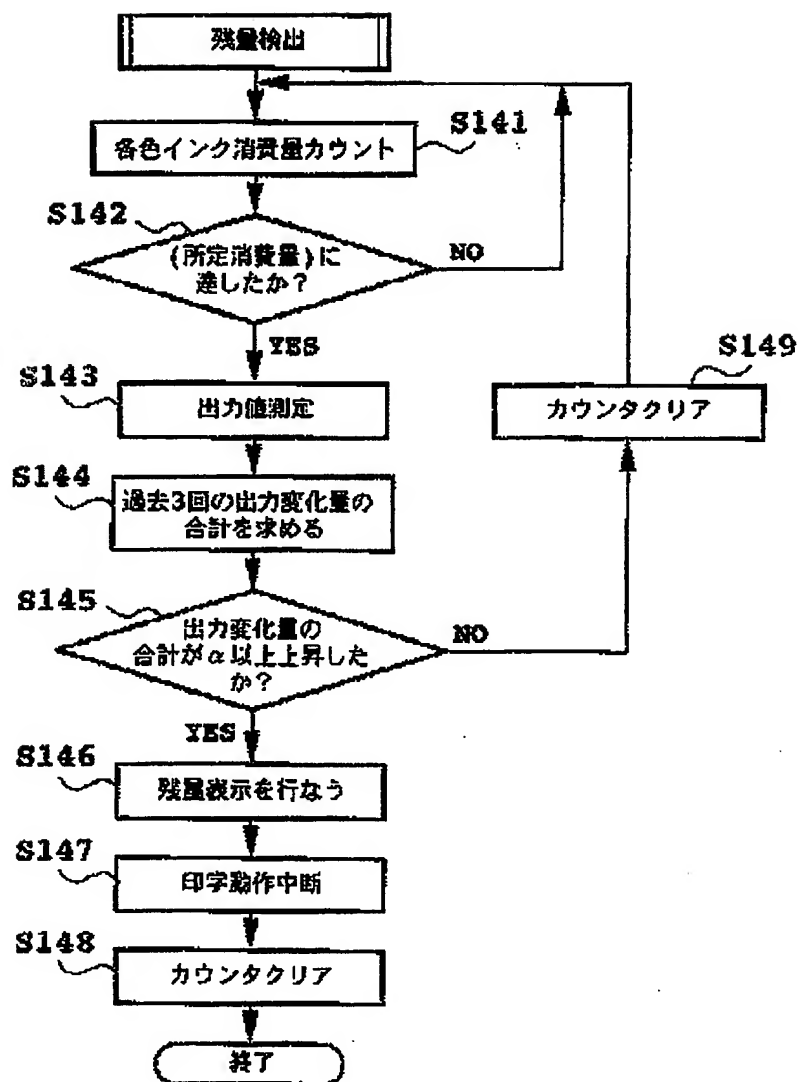 残量検出
S141
各色インク消費量カウント
S142
(所定消費量)に
達したか?
NO
YES
S143
出力値測定
S149
カウンタクリア
S144
過去3回の出力変化量の
合計を求める
S145
出力変化量の
合計がα以上上昇した
か?
NO
YES
S146
残量表示を行なう
S147
印字動作中断
S148
カウンタクリア
終了